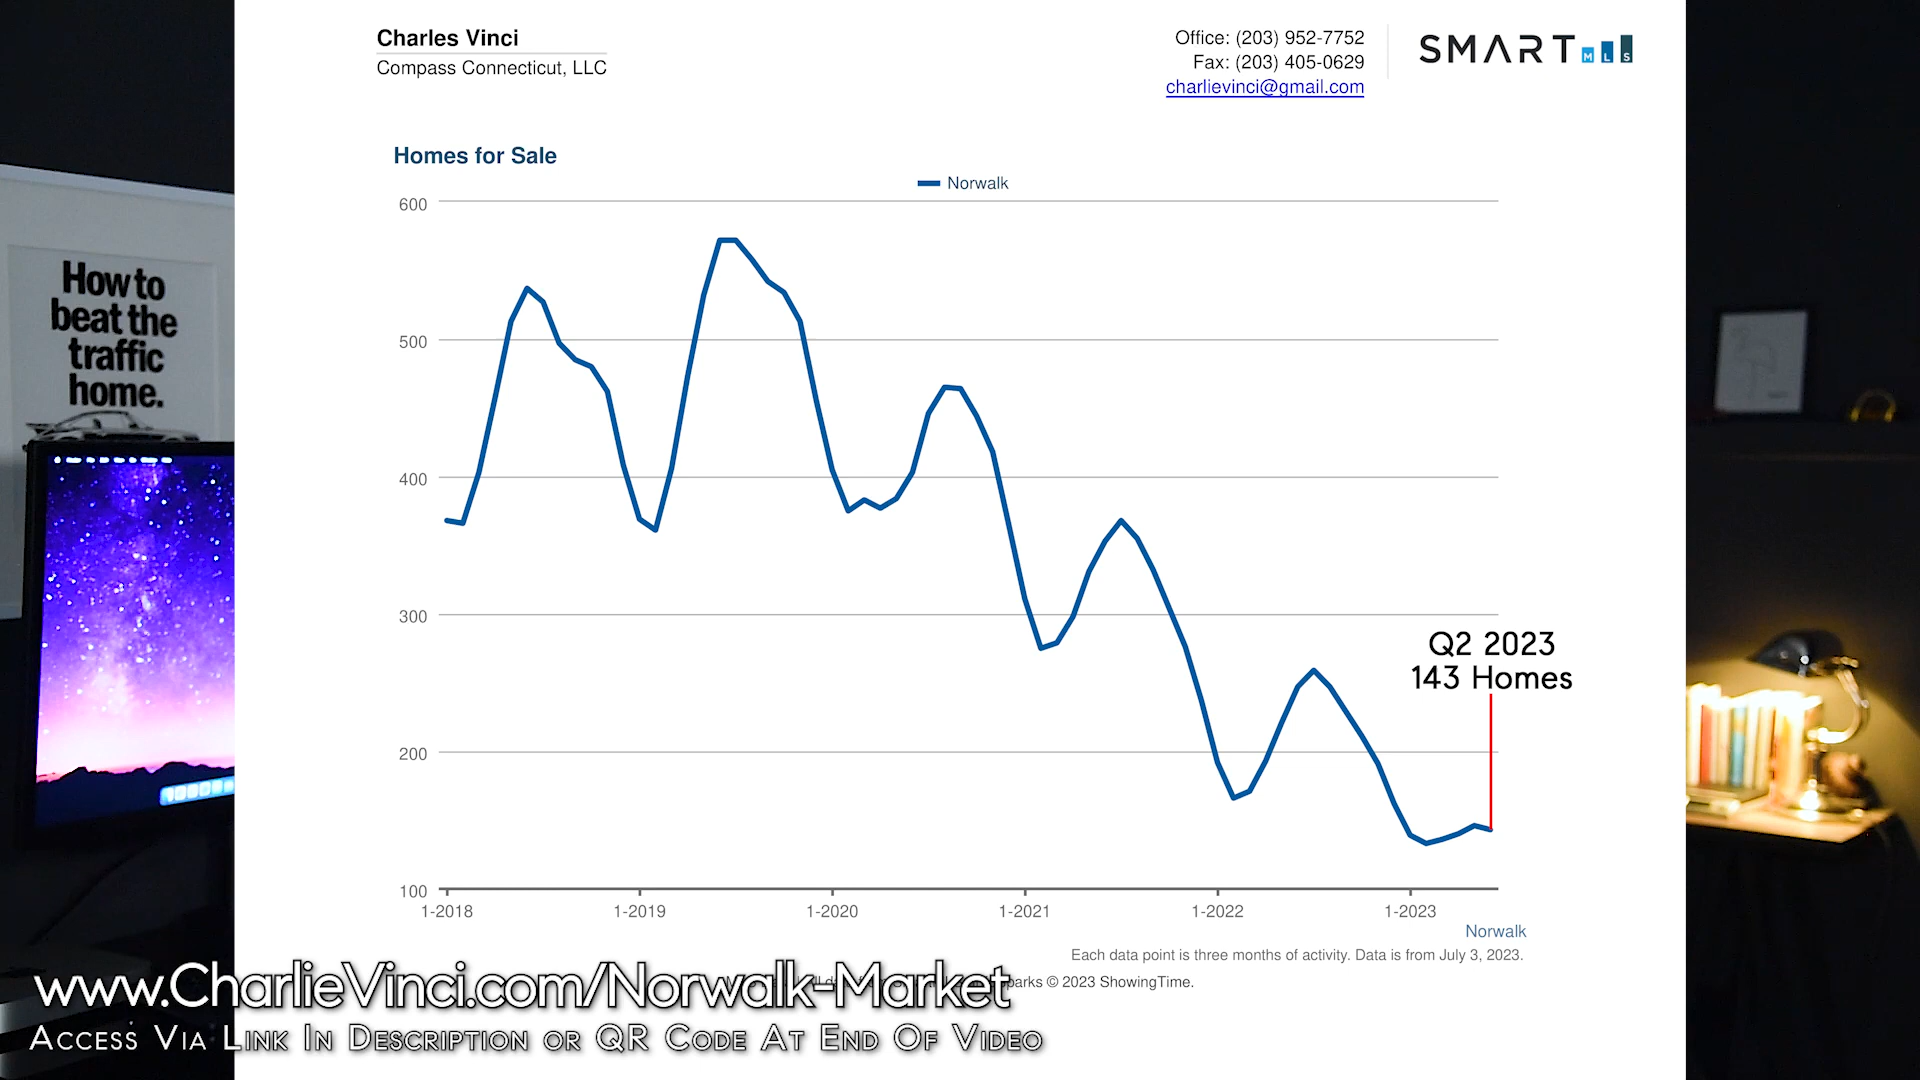 Charles Vinci
Compass Connecticut, LLC
Office: (203) 952-7752
Fax: (203) 405-0629
charlievinci@gmail.com
SMART MLS
Homes for Sale
Norwalk
600
500
400
300
200
100
Q2 2023
143 Homes
1-2018
1-2019
1-2020
1-2021
1-2022
1-2023
Norwalk
Each data point is three months of activity. Data is from July 3, 2023.
© 2023 ShowingTime.
How to
beat the
traffic
home.
www.CharlieVinci.com/Norwalk-Market
Access Via Link In Description or QR Code At End Of Video